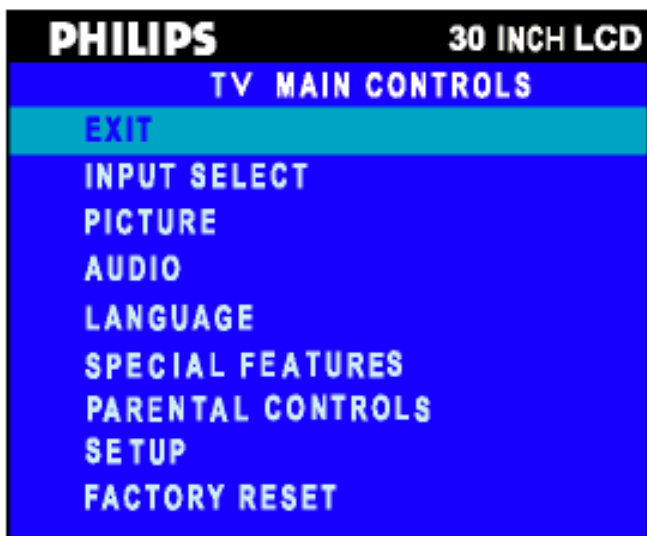 PHILIPS 30 INCH LCD
TV MAIN CONTROLS
EXIT
INPUT SELECT
PICTURE
AUDIO
LANGUAGE
SPECIAL FEATURES
PARENTAL CONTROLS
SETUP
FACTORY RESET